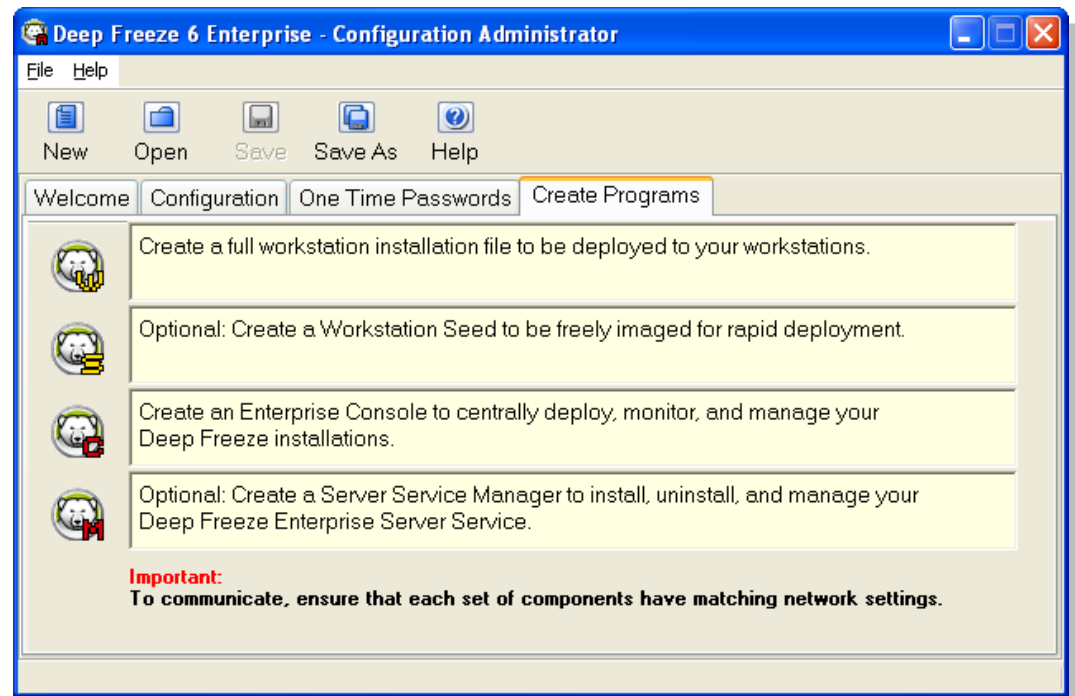 Deep Freeze 6 Enterprise - Configuration Administrator
File Help
New Open Save Save As Help
Welcome Configuration One Time Passwords Create Programs
W
Create a full workstation installation file to be deployed to your workstations.
S
Optional: Create a Workstation Seed to be freely imaged for rapid deployment.
C
Create an Enterprise Console to centrally deploy, monitor, and manage your
Deep Freeze installations.
M
Optional: Create a Server Service Manager to install, uninstall, and manage your
Deep Freeze Enterprise Server Service.
Important:
To communicate, ensure that each set of components have matching network settings.